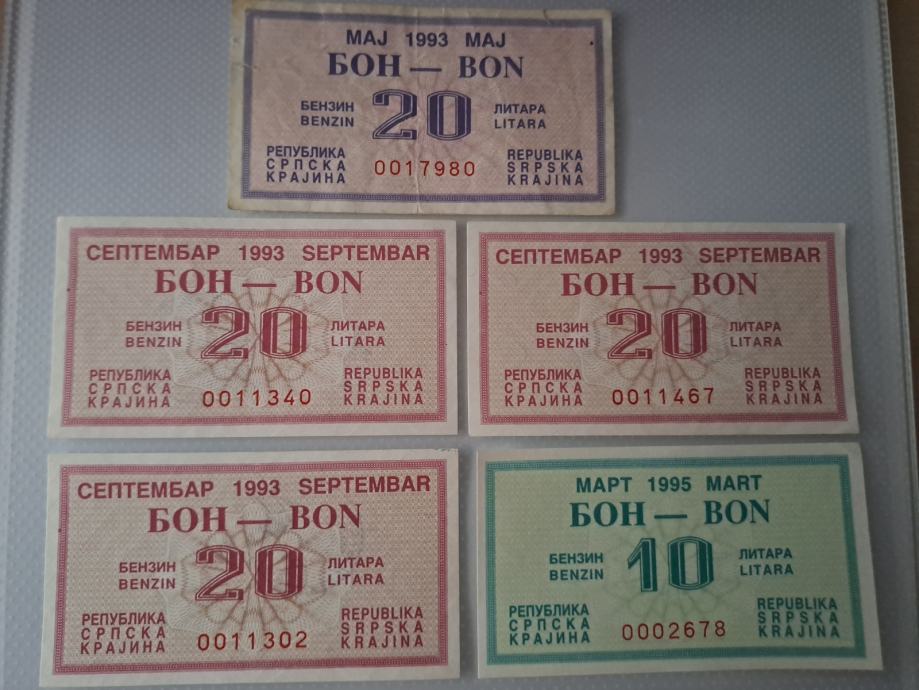 МАЈ 1993 МАЈ
БОН — BON
БЕНЗИН 20 ЛИТАРА
BENZIN LITARA
РЕПУБЛИКА REPUBLIKA
СРПСКА 0017980 SRPSKA
КРАЈИНА KRAJINA
СЕПТЕМБАР 1993 SEPTEMBAR
БОН — BON
БЕНЗИН 20 ЛИТАРА
BENZIN LITARA
РЕПУБЛИКА REPUBLIKA
СРПСКА 0011340 SRPSKA
КРАЈИНА KRAJINA
СЕПТЕМБАР 1993 SEPTEMBAR
БОН — BON
БЕНЗИН 20 ЛИТАРА
BENZIN LITARA
РЕПУБЛИКА REPUBLIKA
СРПСКА 0011467 SRPSKA
КРАЈИНА KRAJINA
СЕПТЕМБАР 1993 SEPTEMBAR
БОН — BON
БЕНЗИН 20 ЛИТАРА
BENZIN LITARA
РЕПУБЛИКА REPUBLIKA
СРПСКА 0011302 SRPSKA
КРАЈИНА KRAJINA
МАРТ 1995 MART
БОН — BON
БЕНЗИН 10 ЛИТАРА
BENZIN LITARA
РЕПУБЛИКА REPUBLIKA
СРПСКА 0002678 SRPSKA
КРАЈИНА KRAJINA